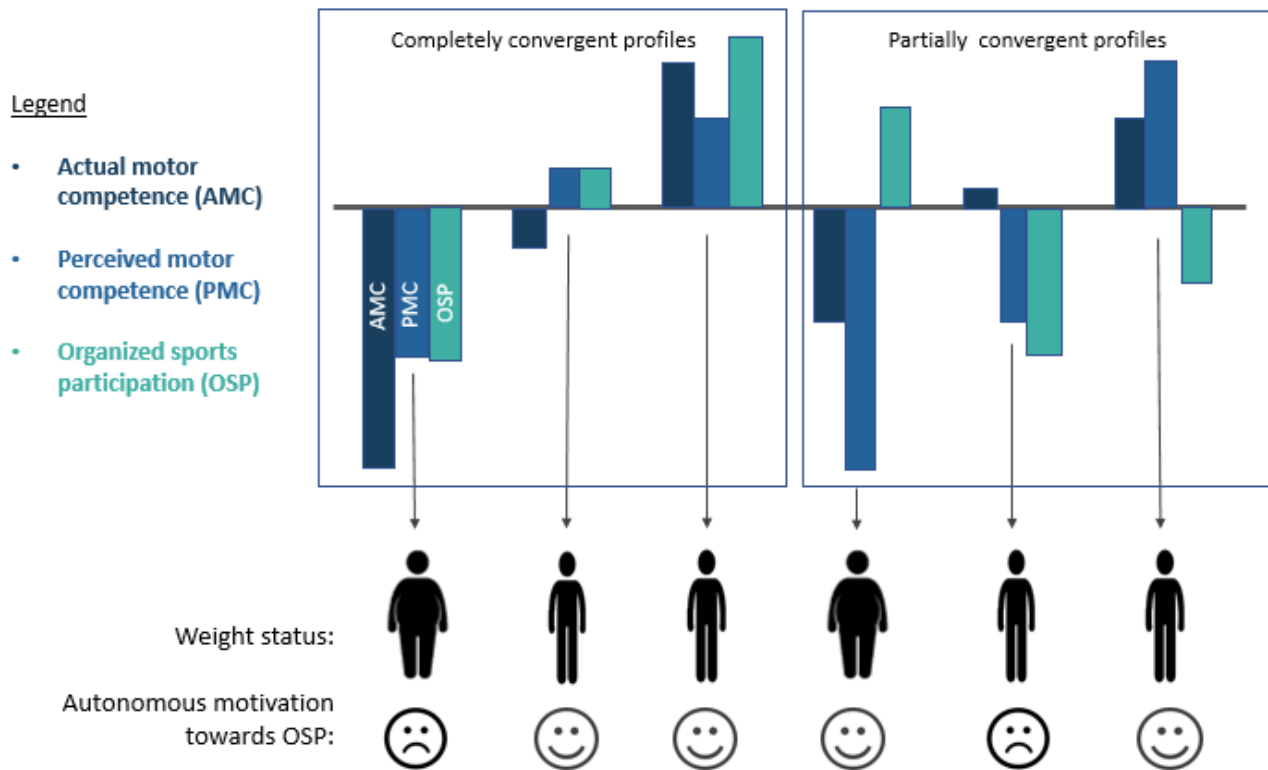 Completely convergent profiles
Partially convergent profiles
Legend
• Actual motor
competence (AMC)
• Perceived motor
competence (PMC)
• Organized sports
participation (OSP)
AMC
PMC
OSP
Weight status:
Autonomous motivation
towards OSP: